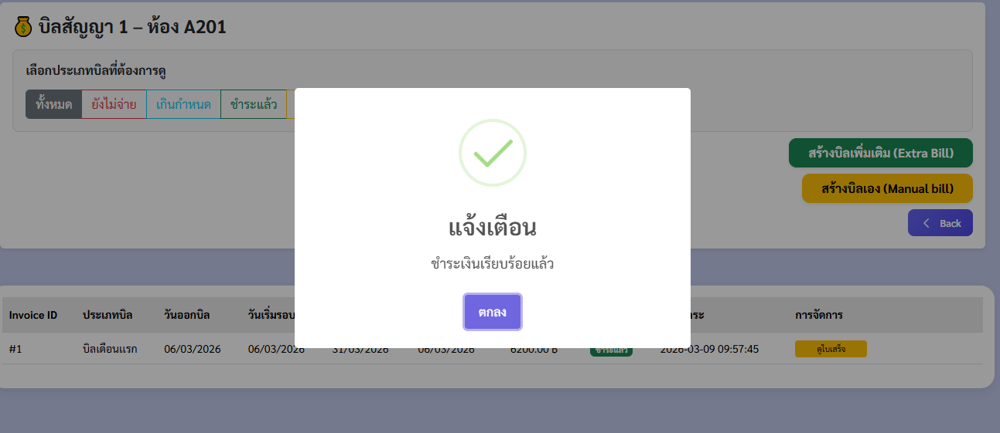 บิลสัญญา 1 – ห้อง A201
เลือกประเภทบิลที่ต้องการดู
ทั้งหมด ยังไม่จ่าย เกินกำหนด ชำระแล้ว
สร้างบิลเพิ่มเติม (Extra Bill)
สร้างบิลเอง (Manual bill)
Back
แจ้งเตือน
ชำระเงินเรียบร้อยแล้ว
ตกลง
Invoice ID ประเภทบิล วันออกบิล วันเริ่มรอบ การจัดการ
#1 บิลเดือนแรก 06/03/2026 06/03/2026 31/03/2026 06/03/2026 6200.00 ฿ ชำระแล้ว 2026-03-09 09:57:45 ดูใบเสร็จ